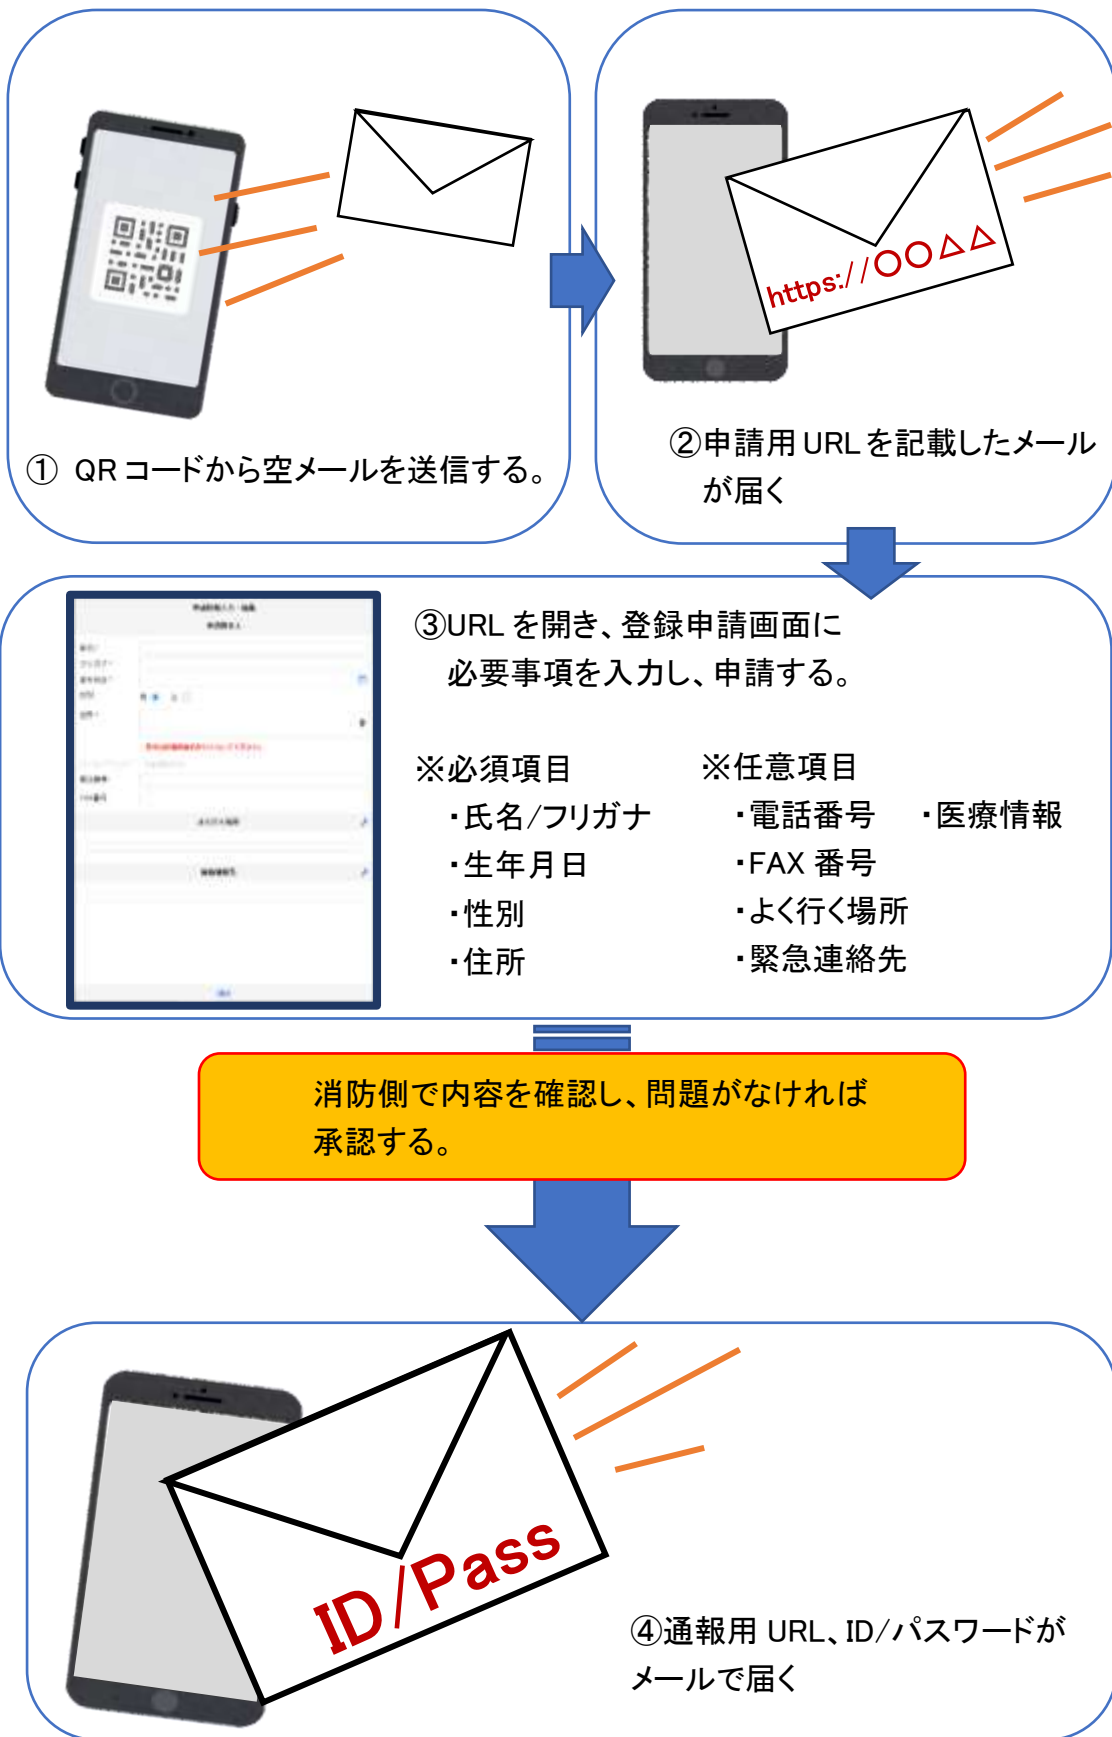 ① QRコードから空メールを送信する。
https://〇〇△△
②申請用URLを記載したメール
が届く
③URLを開き、登録申請画面に
必要事項を入力し、申請する。
※必須項目
・氏名/フリガナ
・生年月日
・性別
・住所
※任意項目
・電話番号 ・医療情報
・FAX番号
・よく行く場所
・緊急連絡先
消防側で内容を確認し、問題がなければ
承認する。
ID/Pass
④通報用URL、ID/パスワードが
メールで届く